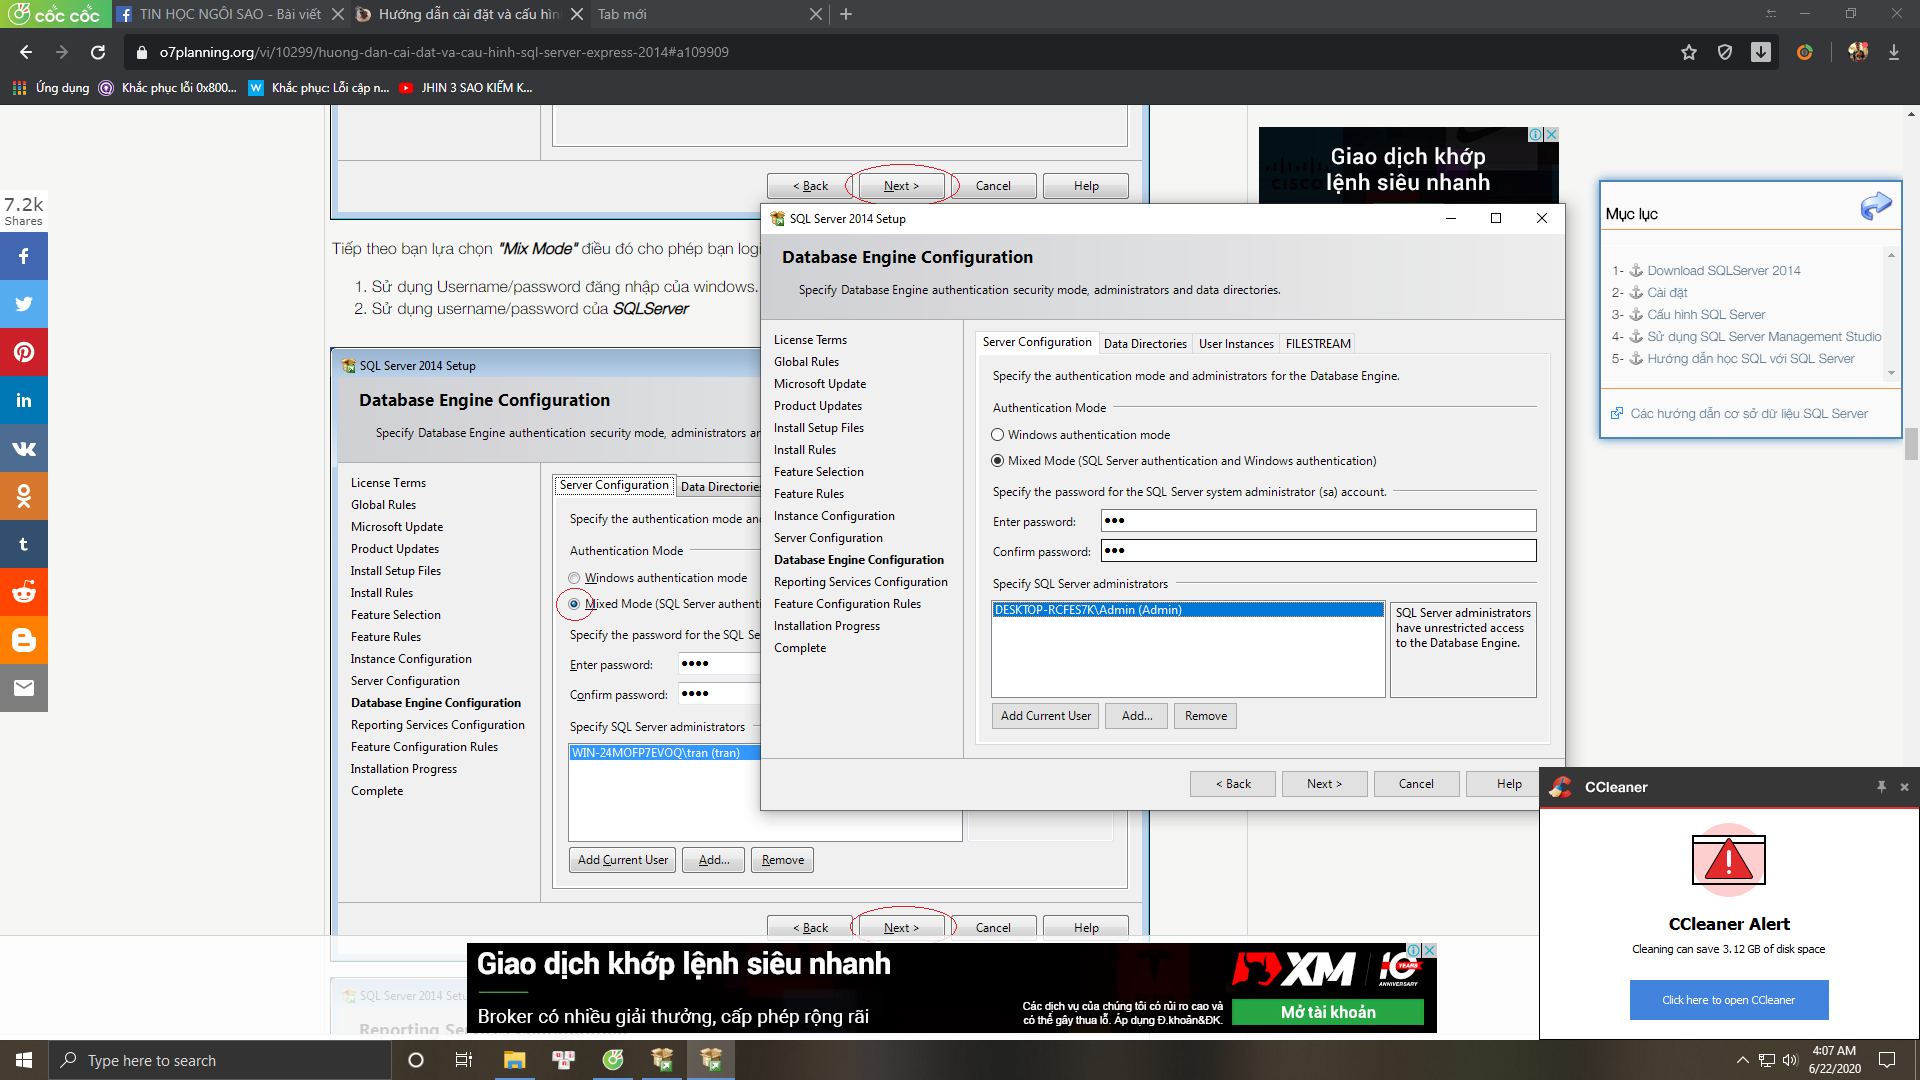 cốc cốc
TIN HỌC NGÔI SAO - Bài viết
Hướng dẫn cài đặt và cấu hìn
Tab mới
o7planning.org/vi/10299/huong-dan-cai-dat-va-cau-hinh-sql-server-express-2014#a109909
Ứng dụng
Khắc phục lỗi 0x800...
Khắc phục: Lỗi cập n...
JHIN 3 SAO KIẾM K...
< Back
Next >
Cancel
Help
7.2k
Shares
Tiếp theo bạn lựa chọn "Mix Mode" điều đó cho phép bạn logi
1. Sử dụng Username/password đăng nhập của windows.
2. Sử dụng username/password của SQLServer
SQL Server 2014 Setup
Database Engine Configuration
Specify Database Engine authentication security mode, administrators an
License Terms
Global Rules
Microsoft Update
Product Updates
Install Setup Files
Install Rules
Feature Selection
Feature Rules
Instance Configuration
Server Configuration
Database Engine Configuration
Reporting Services Configuration
Feature Configuration Rules
Installation Progress
Complete
Server Configuration
Data Directories
Specify the authentication mode and
Authentication Mode
Windows authentication mode
Mixed Mode (SQL Server authenti
Specify the password for the SQL Se
Enter password:
••••
Confirm password:
••••
Specify SQL Server administrators
WIN-24MOFP7EVOQ\tran (tran)
Add Current User
Add...
Remove
< Back
Next >
Cancel
Help
SQL Server 2014 Setu
SQL Server 2014 Setup
Database Engine Configuration
Specify Database Engine authentication security mode, administrators and data directories.
License Terms
Global Rules
Microsoft Update
Product Updates
Install Setup Files
Install Rules
Feature Selection
Feature Rules
Instance Configuration
Server Configuration
Database Engine Configuration
Reporting Services Configuration
Feature Configuration Rules
Installation Progress
Complete
Server Configuration
Data Directories
User Instances
FILESTREAM
Specify the authentication mode and administrators for the Database Engine.
Authentication Mode
Windows authentication mode
Mixed Mode (SQL Server authentication and Windows authentication)
Specify the password for the SQL Server system administrator (sa) account.
Enter password:
•••
Confirm password:
•••
Specify SQL Server administrators
DESKTOP-RCFES7K\Admin (Admin)
SQL Server administrators
have unrestricted access
to the Database Engine.
Add Current User
Add...
Remove
< Back
Next >
Cancel
Help
Giao dịch khớp
lệnh siêu nhanh
CISCO
Mục lục
1- Download SQLServer 2014
2- Cài đặt
3- Cấu hình SQL Server
4- Sử dụng SQL Server Management Studio
5- Hướng dẫn học SQL với SQL Server
Các hướng dẫn cơ sở dữ liệu SQL Server
CCleaner
CCleaner Alert
Cleaning can save 3.12 GB of disk space
Click here to open CCleaner
Giao dịch khớp lệnh siêu nhanh
Broker có nhiều giải thưởng, cấp phép rộng rãi
XM
10 YEARS
ANNIVERSARY
Các dịch vụ của chúng tôi có rủi ro cao và
có thể gây thua lỗ. Áp dụng Đ.khoản&ĐK.
Mở tài khoản
Type here to search
4:07 AM
6/22/2020